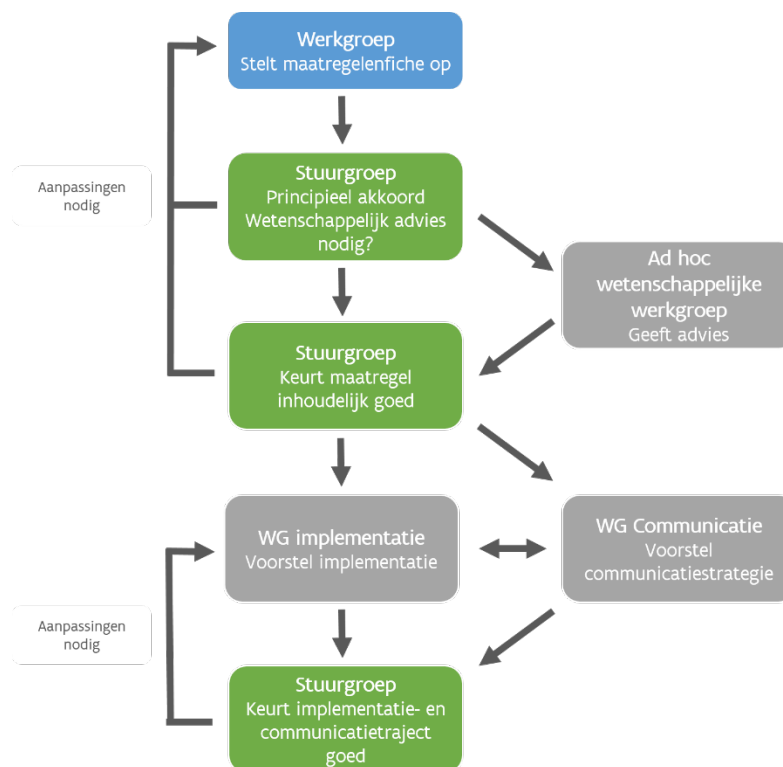 Werkgroep
Stelt maatregelenfiche op
Aanpassingen
nodig
Stuurgroep
Principieel akkoord
Wetenschappelijk advies
nodig?
Ad hoc
wetenschappelijke
werkgroep
Geeft advies
Stuurgroep
Keurt maatregel
inhoudelijk goed
WG implementatie
Voorstel implementatie
WG Communicatie
Voorstel
communicatiestrategie
Aanpassingen
nodig
Stuurgroep
Keurt implementatie- en
communicatietraject
goed